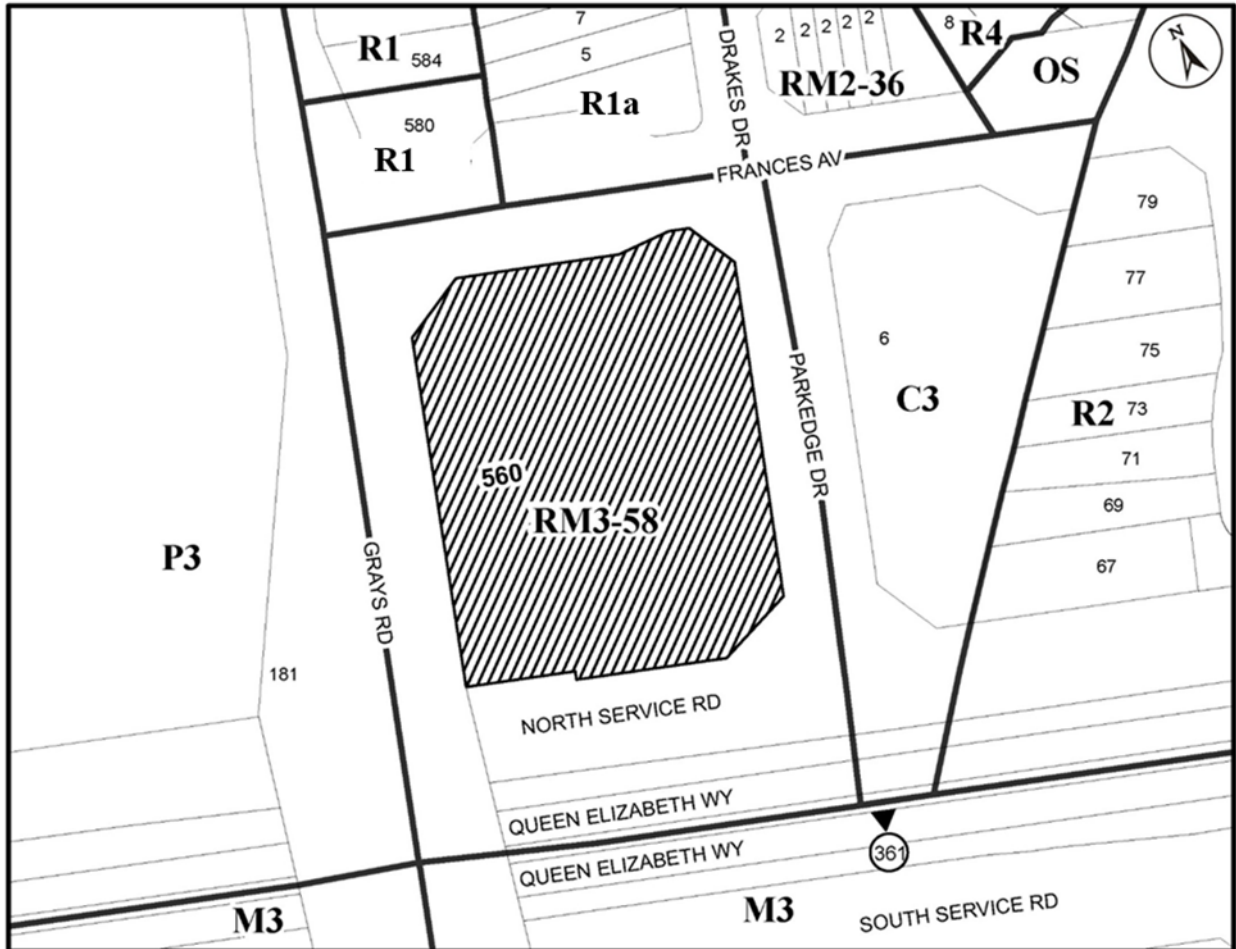 7
DRAKES DR
2
2
2
2
2
8
R4
N
R1
584
5
RM2-36
OS
R1a
580
R1
FRANCES AV
79
77
6
75
PARKEDGE DR
C3
R2
73
71
560
69
RM3-58
P3
GRAYS RD
67
181
NORTH SERVICE RD
QUEEN ELIZABETH WY
QUEEN ELIZABETH WY
361
M3
M3
SOUTH SERVICE RD